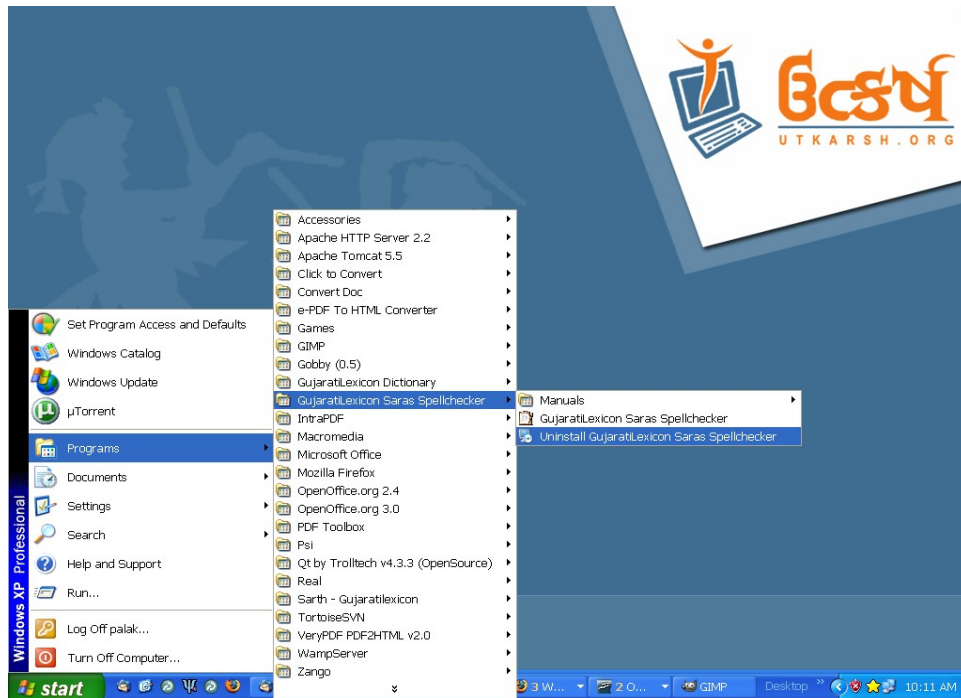 ઉત્કર્ષ
UTKARSH.ORG
Accessories
Apache HTTP Server 2.2
Apache Tomcat 5.5
Click to Convert
Convert Doc
e-PDF To HTML Converter
Games
GIMP
Gobby (0.5)
GujaratiLexicon Dictionary
GujaratiLexicon Saras Spellchecker
IntraPDF
Macromedia
Microsoft Office
Mozilla Firefox
OpenOffice.org 2.4
OpenOffice.org 3.0
PDF Toolbox
Psi
Qt by Trolltech v4.3.3 (OpenSource)
Real
Sarth - Gujaratilexicon
TortoiseSVN
VeryPDF PDF2HTML v2.0
WampServer
Zango
Manuals
GujaratiLexicon Saras Spellchecker
Uninstall GujaratiLexicon Saras Spellchecker
Set Program Access and Defaults
Windows Catalog
Windows Update
µTorrent
Programs
Documents
Settings
Search
Help and Support
Run...
Log Off palak...
Turn Off Computer...
Windows XP Professional
start
3 W...
2 O...
GIMP
Desktop
10:11 AM